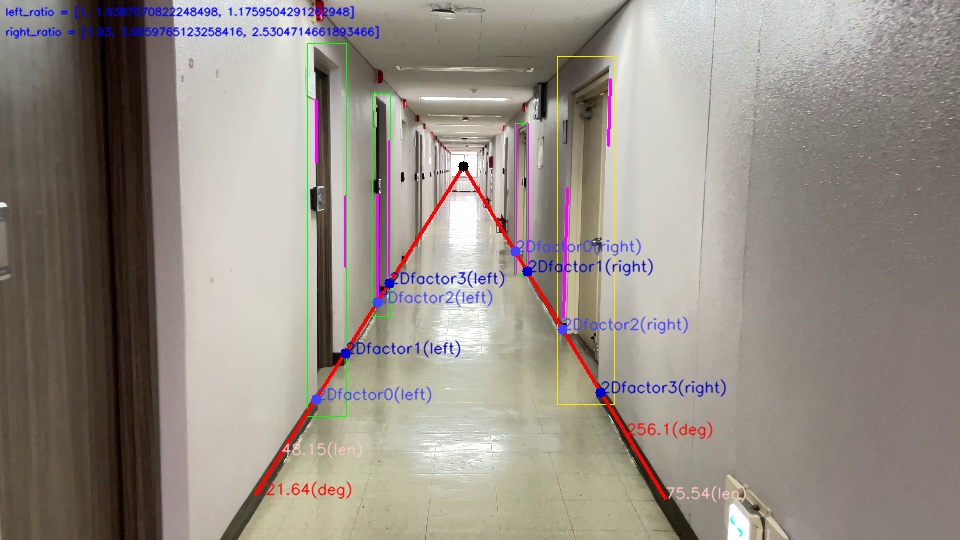 left_ratio = [1, 1.9387070822248498, 1.1759504291262948]
right_ratio = [1.93, 3.9859765123258416, 2.5304714661893466]
2Dfactor0(right)
2Dfactor1(right)
2Dfactor3(left)
2Dfactor2(left)
2Dfactor2(right)
2Dfactor1(left)
2Dfactor3(right)
2Dfactor0(left)
256.1(deg)
48.15(len)
21.64(deg)
75.54(len)